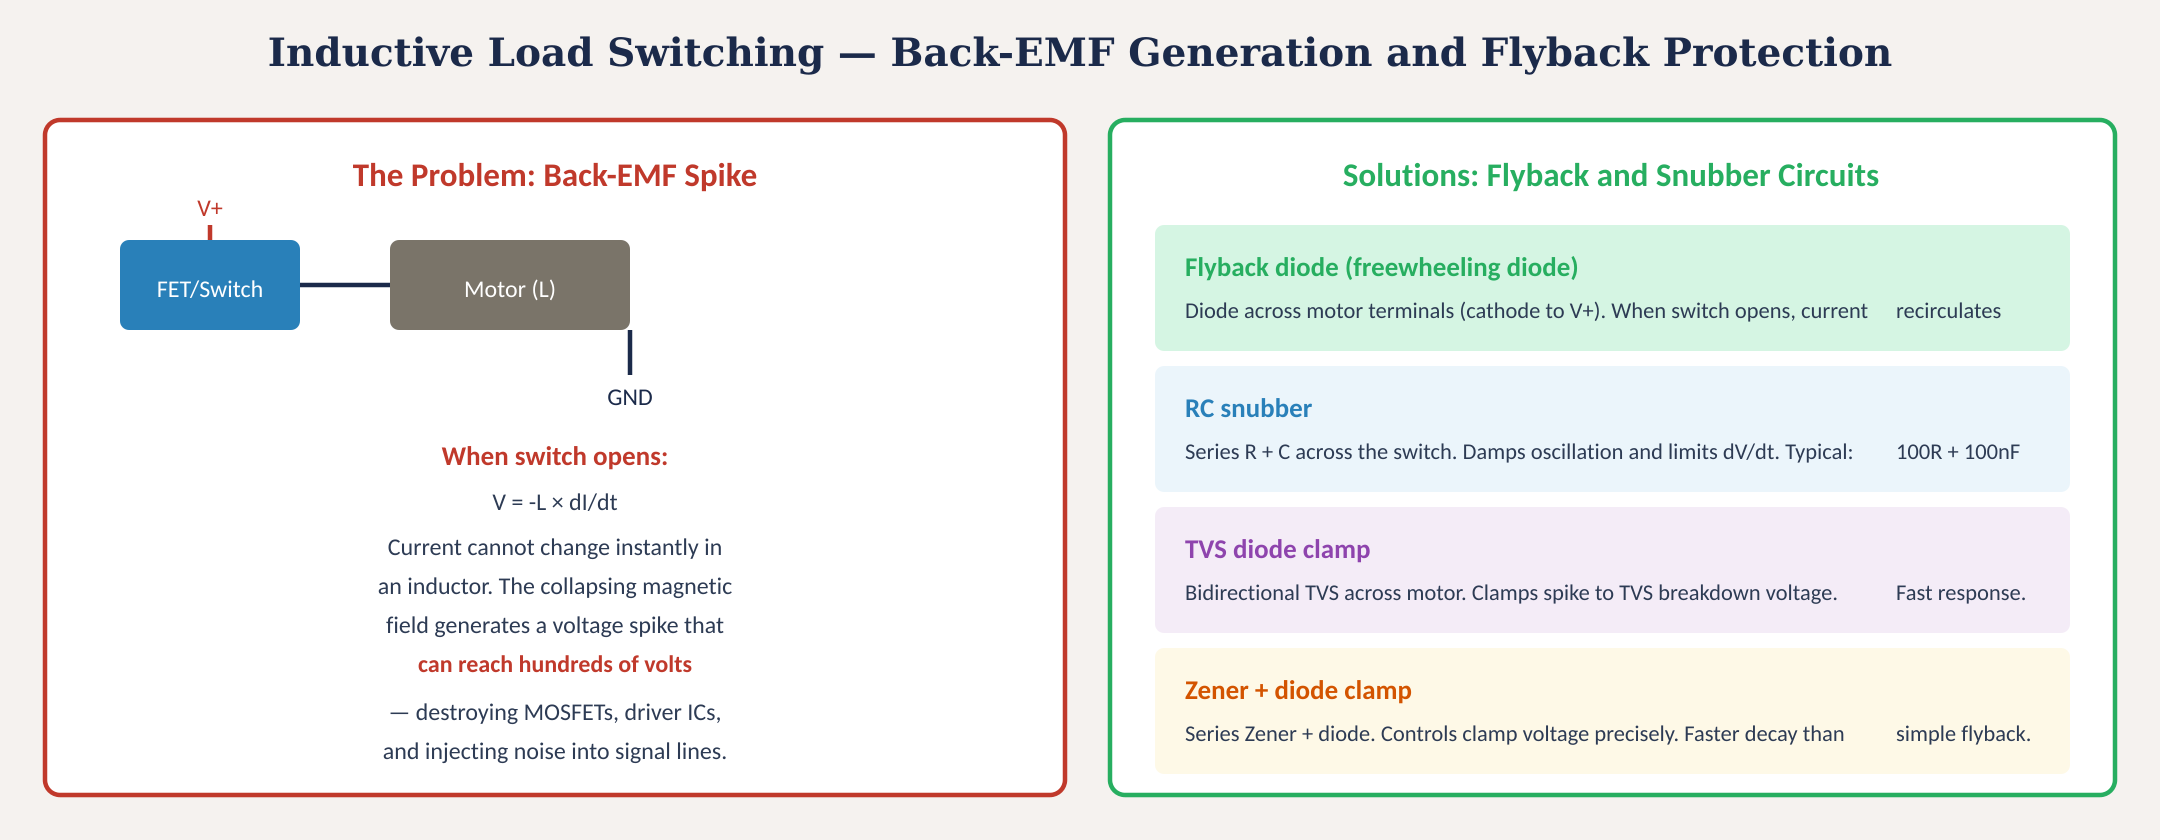 Inductive Load Switching — Back-EMF Generation and Flyback Protection
The Problem: Back-EMF Spike
V+
FET/Switch
Motor (L)
GND
When switch opens:
V = -L × dI/dt
Current cannot change instantly in
an inductor. The collapsing magnetic
field generates a voltage spike that
can reach hundreds of volts
— destroying MOSFETs, driver ICs,
and injecting noise into signal lines.
Solutions: Flyback and Snubber Circuits
Flyback diode (freewheeling diode)
Diode across motor terminals (cathode to V+). When switch opens, current recirculates
RC snubber
Series R + C across the switch. Damps oscillation and limits dV/dt. Typical: 100R + 100nF
TVS diode clamp
Bidirectional TVS across motor. Clamps spike to TVS breakdown voltage. Fast response.
Zener + diode clamp
Series Zener + diode. Controls clamp voltage precisely. Faster decay than simple flyback.